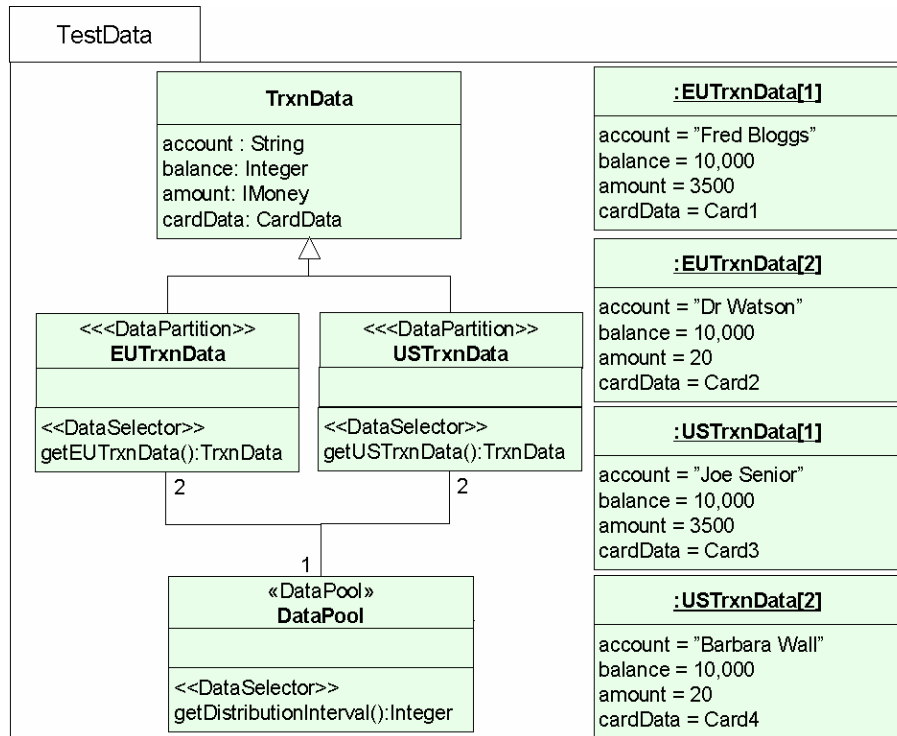 TestData
TrxnData
account : String
balance: Integer
amount: IMoney
cardData: CardData
<<<DataPartition>>
EUTrxnData
<<DataSelector>>
getEUTrxnData():TrxnData
2
<<<DataPartition>>
USTrxnData
<<DataSelector>>
getUSTrxnData():TrxnData
2
1
«DataPool»
DataPool
<<DataSelector>>
getDistributionInterval():Integer
:EUTrxnData[1]
account = ”Fred Bloggs”
balance = 10,000
amount = 3500
cardData = Card1
:EUTrxnData[2]
account = ”Dr Watson”
balance = 10,000
amount = 20
cardData = Card2
:USTrxnData[1]
account = ”Joe Senior”
balance = 10,000
amount = 3500
cardData = Card3
:USTrxnData[2]
account = ”Barbara Wall”
balance = 10,000
amount = 20
cardData = Card4